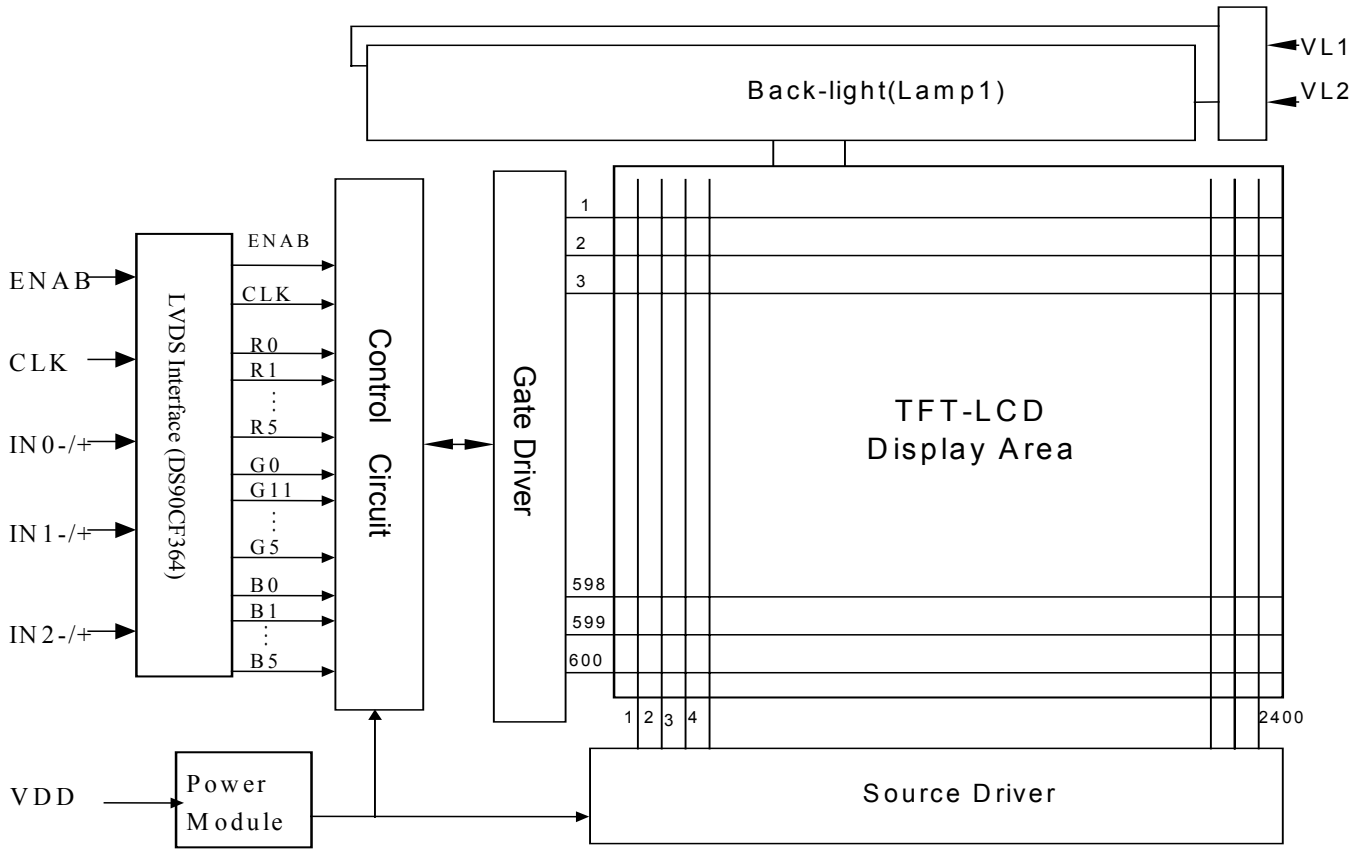 VL1
Back-light(Lamp1)
VL2
ENAB
CLK
IN0-/+
IN1-/+
IN2-/+
LVDS Interface (DS90CF364)
ENAB
CLK
R0
R1
⋮
R5
G0
G11
⋮
G5
B0
B1
⋮
B5
Control Circuit
Gate Driver
1
2
3
598
599
600
TFT-LCD
Display Area
1 2 3 4 2400
VDD
Power
Module
Source Driver